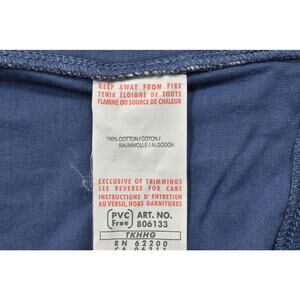 KEEP AWAY FROM FIRE
TENIR ÉLOIGNÉ DE TOUTE
FLAMME OU SOURCE DE CHALEUR
100% COTTON / COTON /
BAUMWOLLE / ALGODÓN
EXCLUSIVE OF TRIMMINGS
SEE REVERSE FOR CARE
INSTRUCTIONS D'ENTRETIEN
AU VERSO, HORS GARNITURES
PVC Free ART. NO. 806133
TKHHG
RN 62200